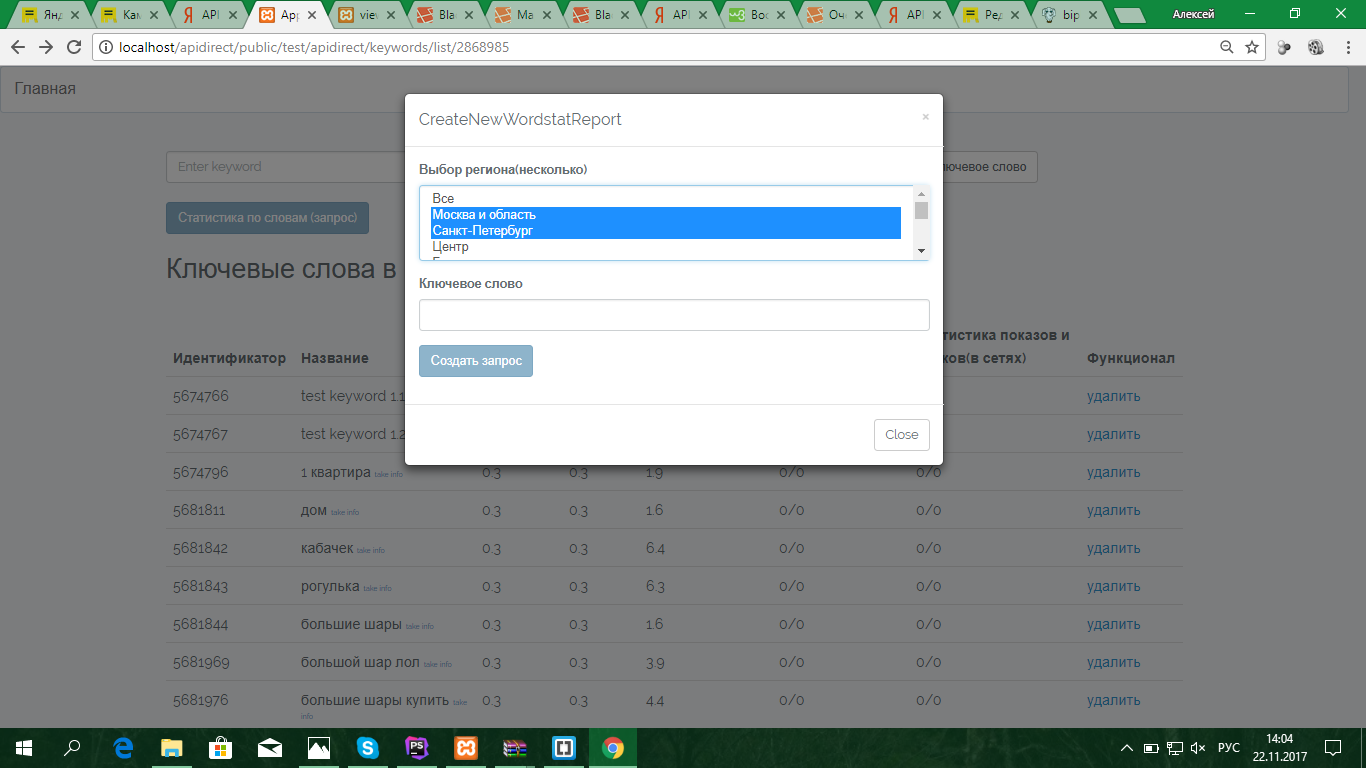 Янд
Кам
API
App
view
Blac
Mac
Blac
API
Boc
Оче
API
Ред
bip
Алексей
localhost/apidirect/public/test/apidirect/keywords/list/2868985
Главная
CreateNewWordstatReport
×
Выбор региона(несколько)
Enter keyword
лючевое слово
Все
Москва и область
Санкт-Петербург
Центр
Статистика по словам (запрос)
Ключевые слова в
Ключевое слово
Создать запрос
Close
Идентификатор Название тистика показов и
ков(в сетях) Функционал
5674766 test keyword 1.1 удалить
5674767 test keyword 1.2 удалить
5674796 1 квартира take info 0.3 0.3 1.9 0/0 0/0 удалить
5681811 дом take info 0.3 0.3 1.6 0/0 0/0 удалить
5681842 кабачек take info 0.3 0.3 6.4 0/0 0/0 удалить
5681843 рогулька take info 0.3 0.3 6.3 0/0 0/0 удалить
5681844 большие шары take info 0.3 0.3 1.6 0/0 0/0 удалить
5681969 большой шар лол take info 0.3 0.3 3.9 0/0 0/0 удалить
5681976 большие шары купить take 0.3 0.3 4.4 0/0 0/0 удалить
info
РУС
14:04
22.11.2017